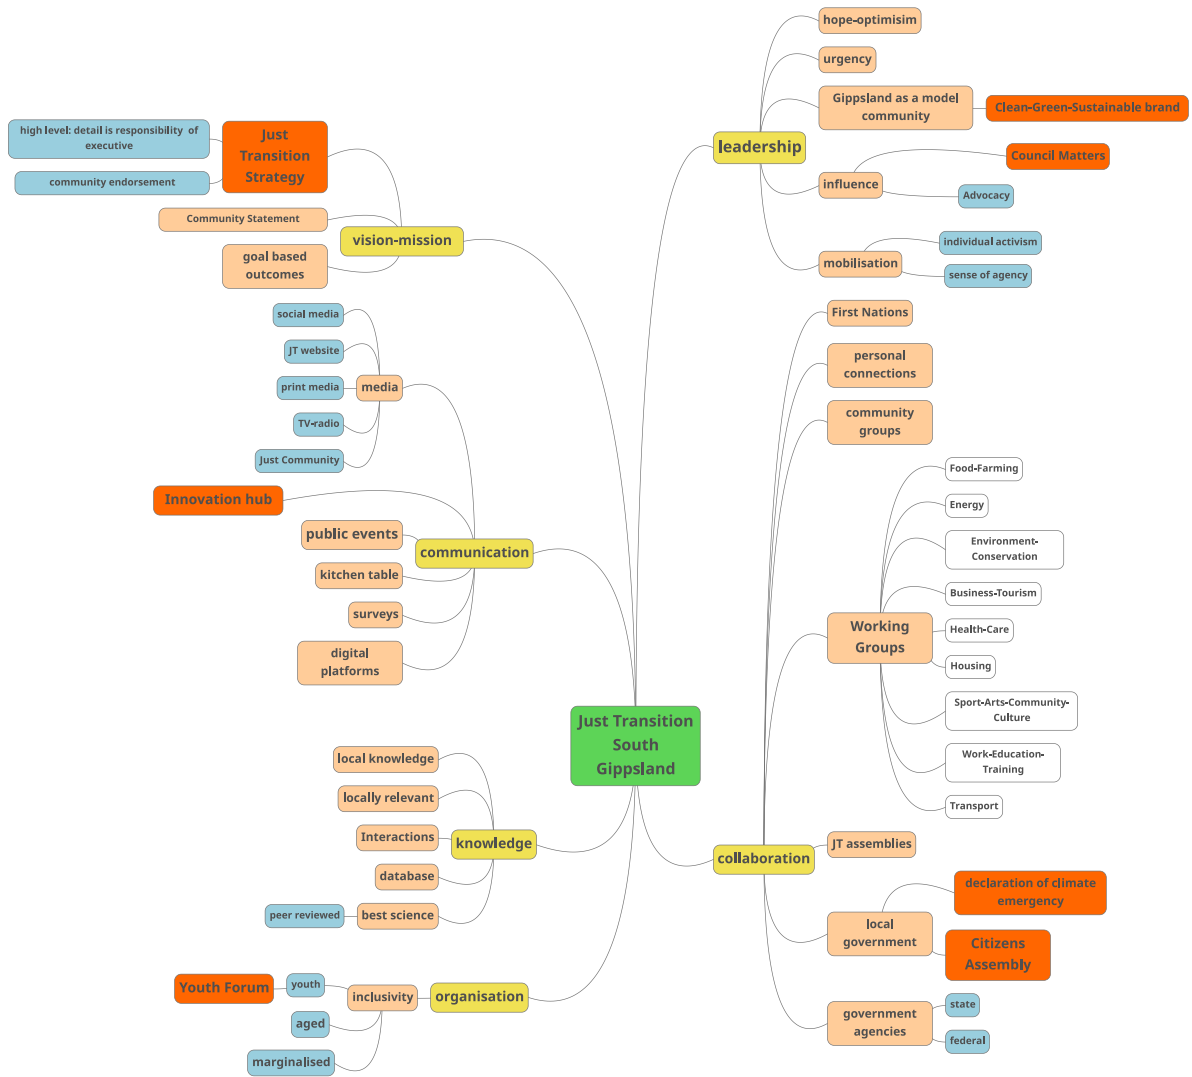 Just Transition
South
Gippsland
leadership
hope-optimisim
urgency
Gippsland as a model
community
Clean-Green-Sustainable brand
influence
Council Matters
Advocacy
mobilisation
individual activism
sense of agency
collaboration
First Nations
personal
connections
community
groups
Working
Groups
Food-Farming
Energy
Environment-
Conservation
Business-Tourism
Health-Care
Housing
Sport-Arts-Community-
Culture
Work-Education-
Training
Transport
JT assemblies
local
government
declaration of climate
emergency
Citizens
Assembly
government
agencies
state
federal
vision-mission
Just
Transition
Strategy
high level: detail is responsibility of
executive
community endorsement
Community Statement
goal based
outcomes
communication
media
social media
JT website
print media
TV-radio
Just Community
Innovation hub
public events
kitchen table
surveys
digital
platforms
knowledge
local knowledge
locally relevant
Interactions
database
best science
peer reviewed
organisation
inclusivity
youth
Youth Forum
aged
marginalised